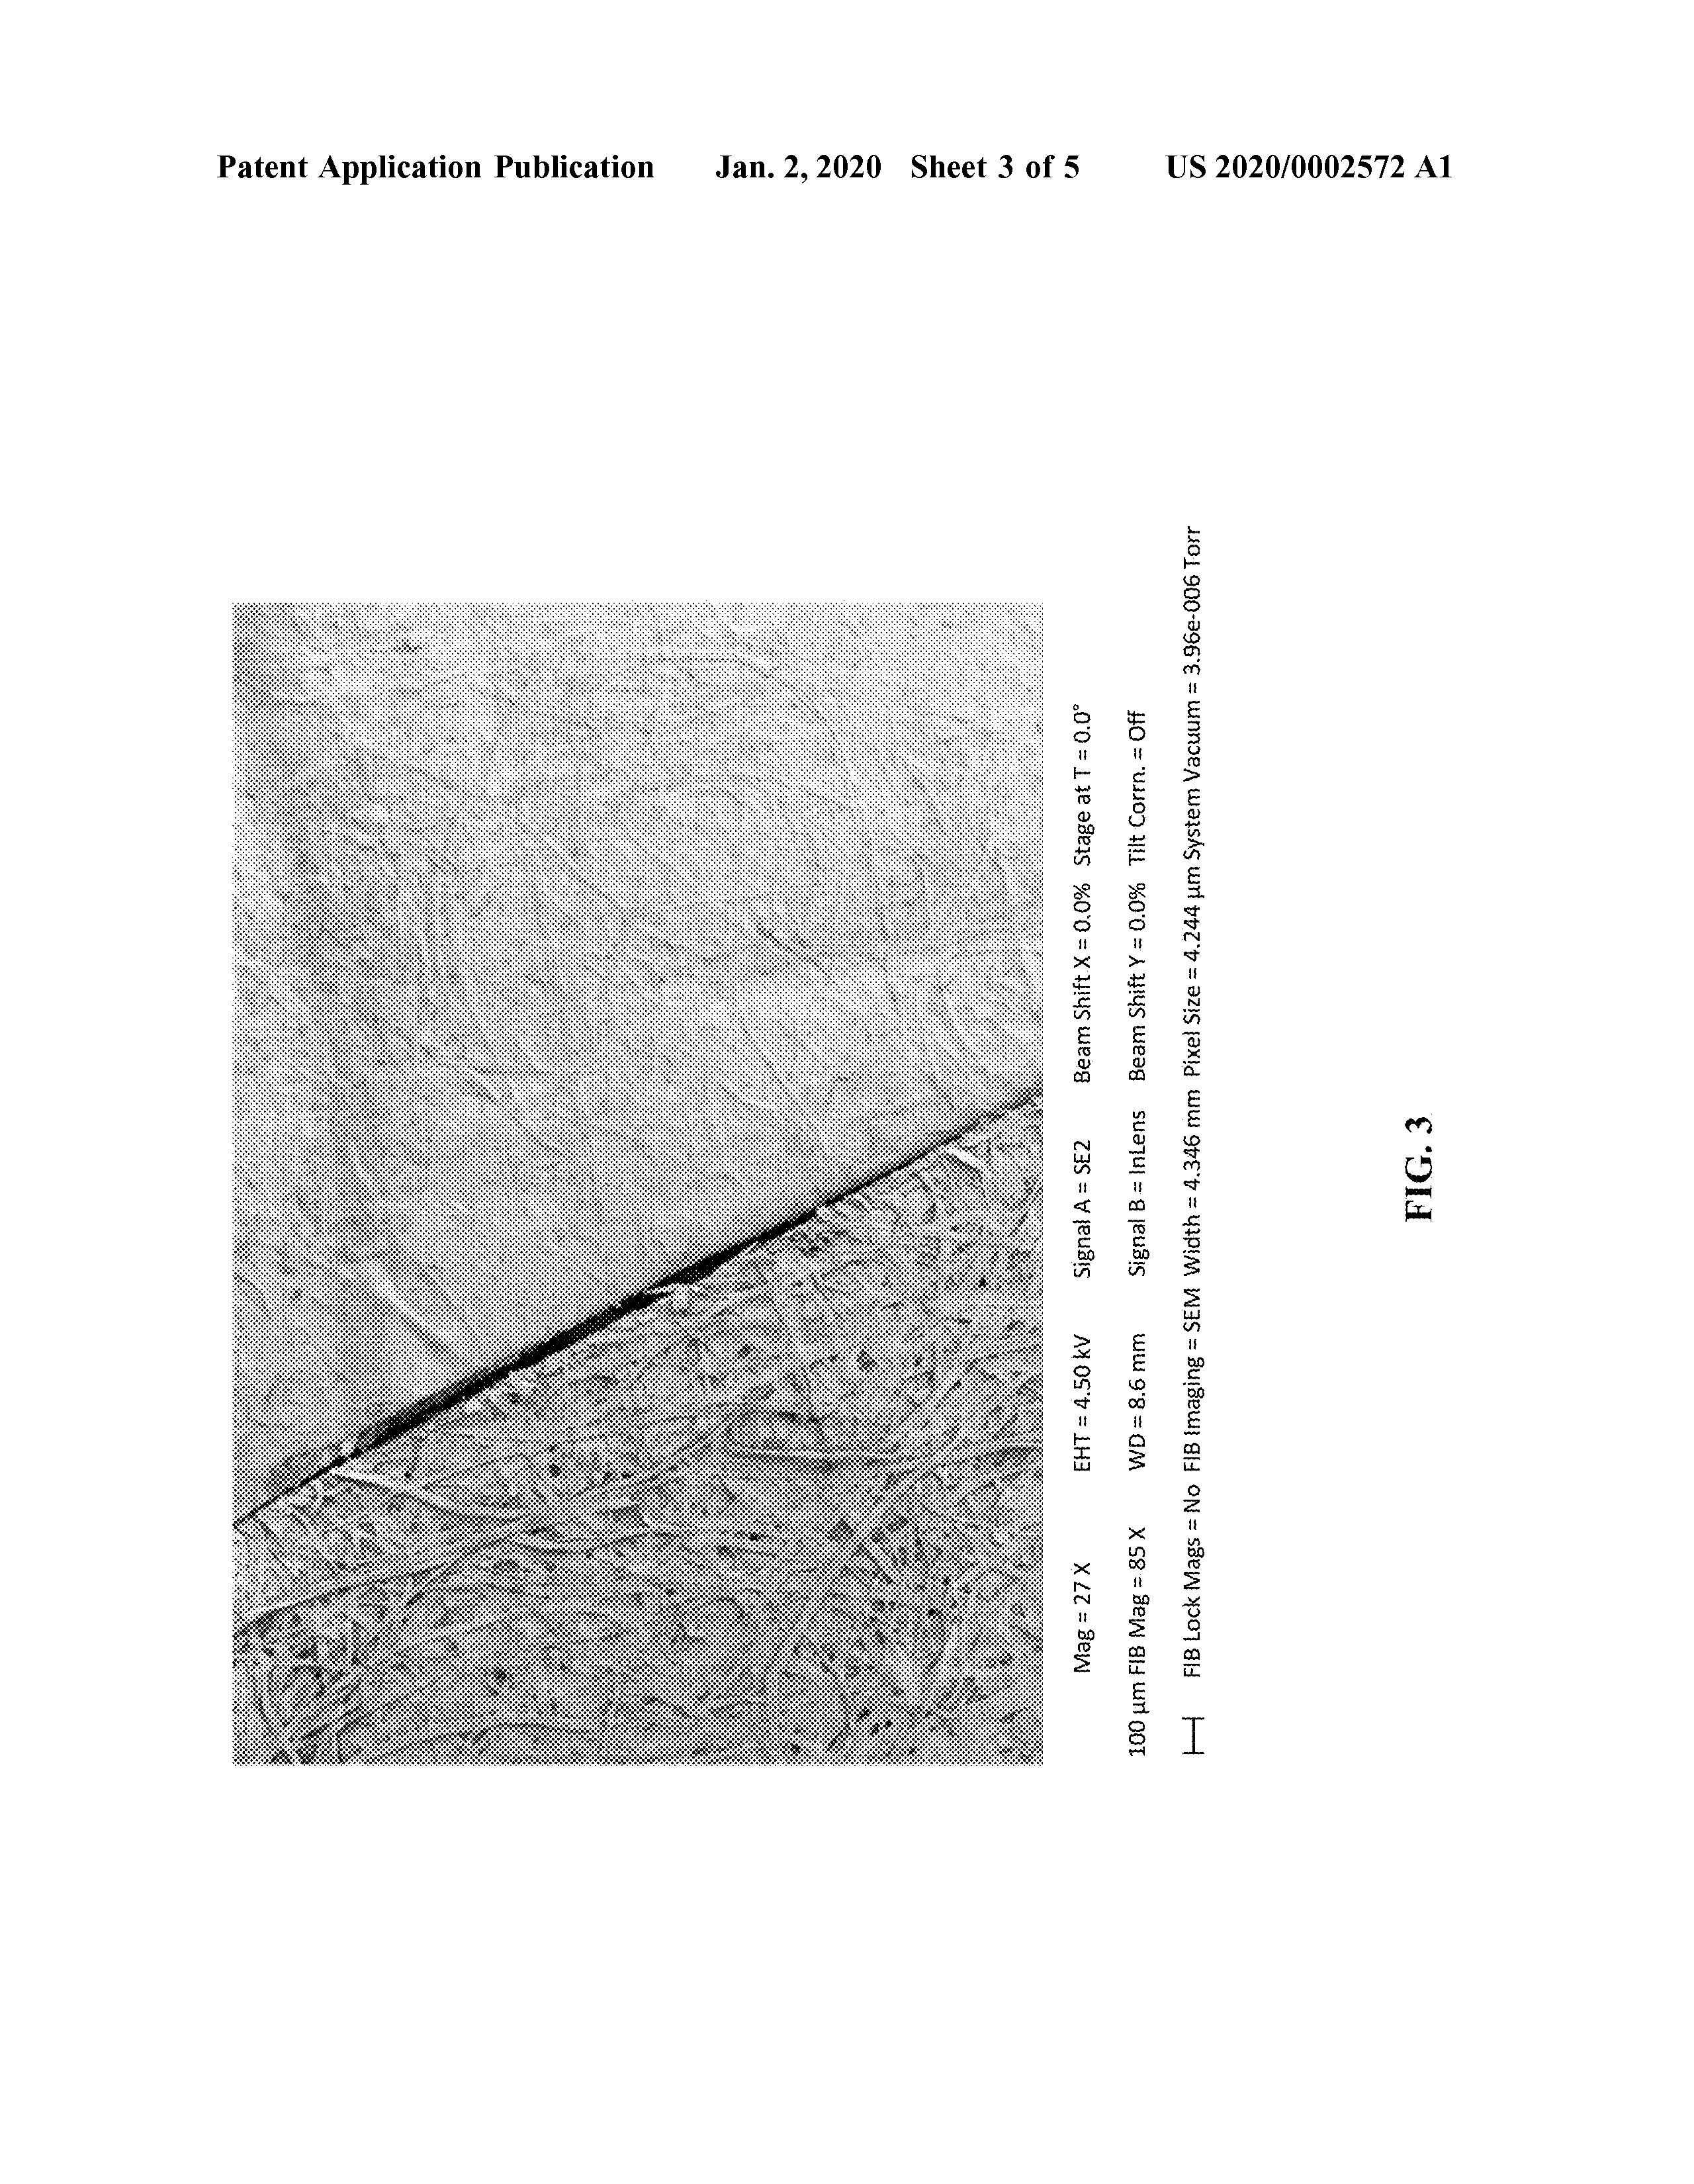 Patent Application Publication Jan. 2, 2020 Sheet 3 of 5 US 2020/0002572 A1
Mag = 27 X EHT = 4.50 kV Signal A = SE2 Beam Shift X = 0.0% Stage at T = 0.0°
100 µm FIB Mag = 85 X WD = 8.6 mm Signal B = InLens Beam Shift Y = 0.0% Tilt Corrn. = Off
FIB Lock Mags = No FIB Imaging = SEM Width = 4.346 mm Pixel Size = 4.244 µm System Vacuum = 3.96e-006 Torr
FIG. 3